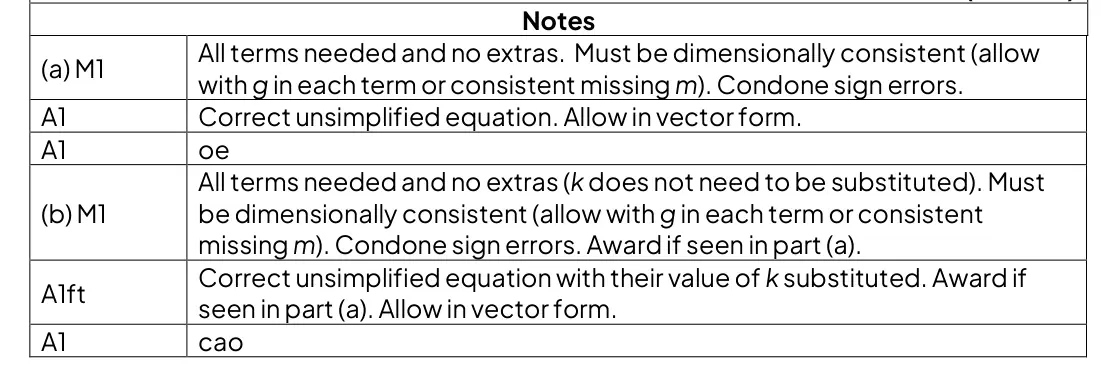 Notes
(a) M1
All terms needed and no extras. Must be dimensionally consistent (allow
with g in each term or consistent missing m). Condone sign errors.
A1
Correct unsimplified equation. Allow in vector form.
A1
oe
(b) M1
All terms needed and no extras (k does not need to be substituted). Must
be dimensionally consistent (allow with g in each term or consistent
missing m). Condone sign errors. Award if seen in part (a).
A1ft
Correct unsimplified equation with their value of k substituted. Award if
seen in part (a). Allow in vector form.
A1
cao